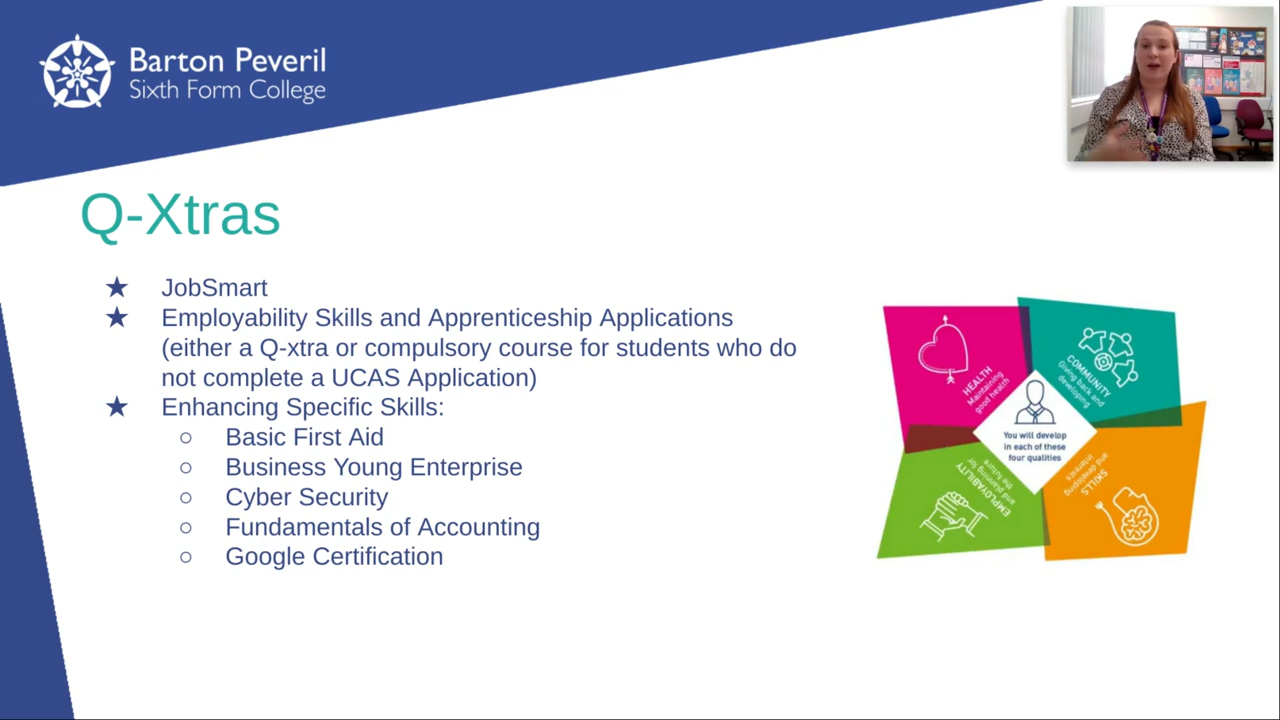 Barton Peveril
Sixth Form College
Q-Xtras
★ JobSmart
★ Employability Skills and Apprenticeship Applications
(either a Q-xtra or compulsory course for students who do
not complete a UCAS Application)
★ Enhancing Specific Skills:
○ Basic First Aid
○ Business Young Enterprise
○ Cyber Security
○ Fundamentals of Accounting
○ Google Certification
HEALTH
Maintaining
good health
COMMUNITY
Giving back and
developing
You will develop
in each of these
four qualities
EMPLOYABILITY
and planning for
the future
SKILLS
and developing
interests